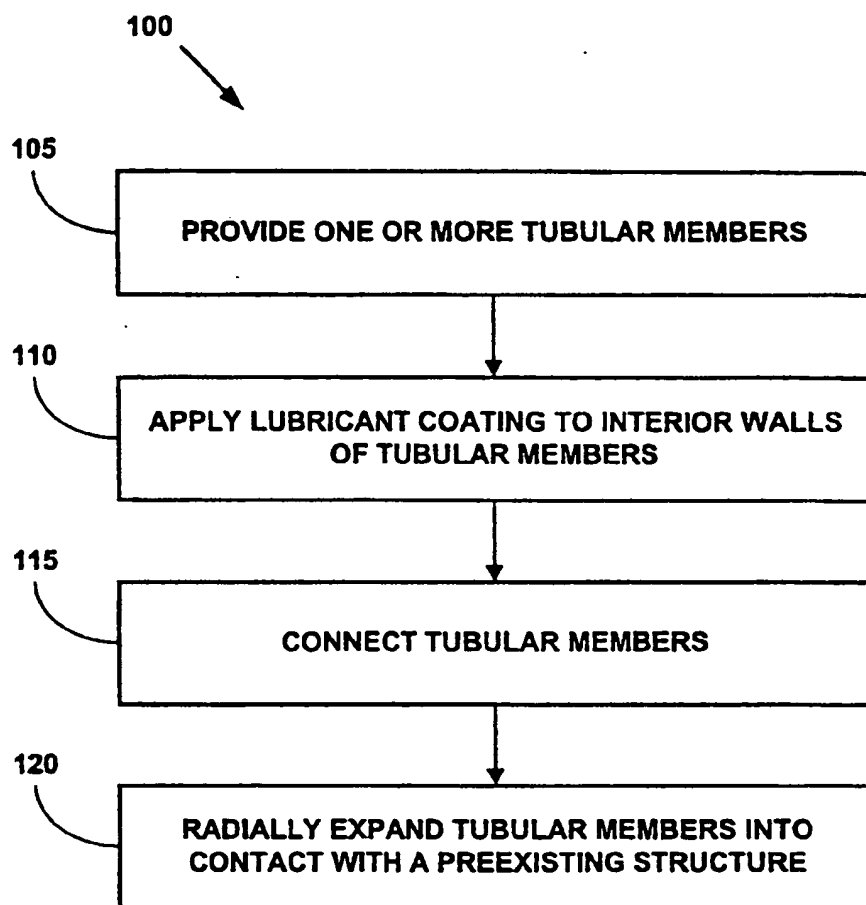 100
105
PROVIDE ONE OR MORE TUBULAR MEMBERS
110
APPLY LUBRICANT COATING TO INTERIOR WALLS
OF TUBULAR MEMBERS
115
CONNECT TUBULAR MEMBERS
120
RADIALLY EXPAND TUBULAR MEMBERS INTO
CONTACT WITH A PREEXISTING STRUCTURE